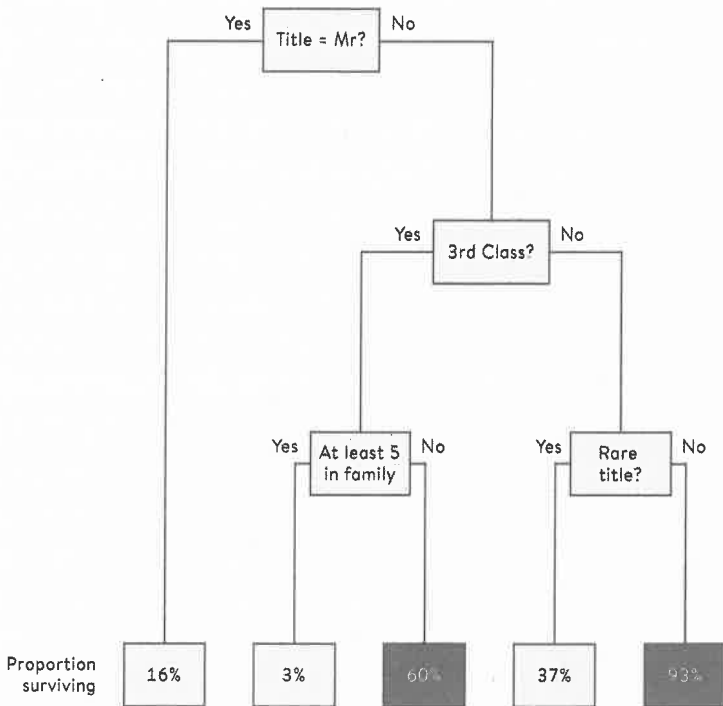 Yes
Title = Mr?
No
Yes
3rd Class?
No
Yes
At least 5
in family
No
Yes
Rare
title?
No
Proportion
surviving
16%
3%
60%
37%
93%